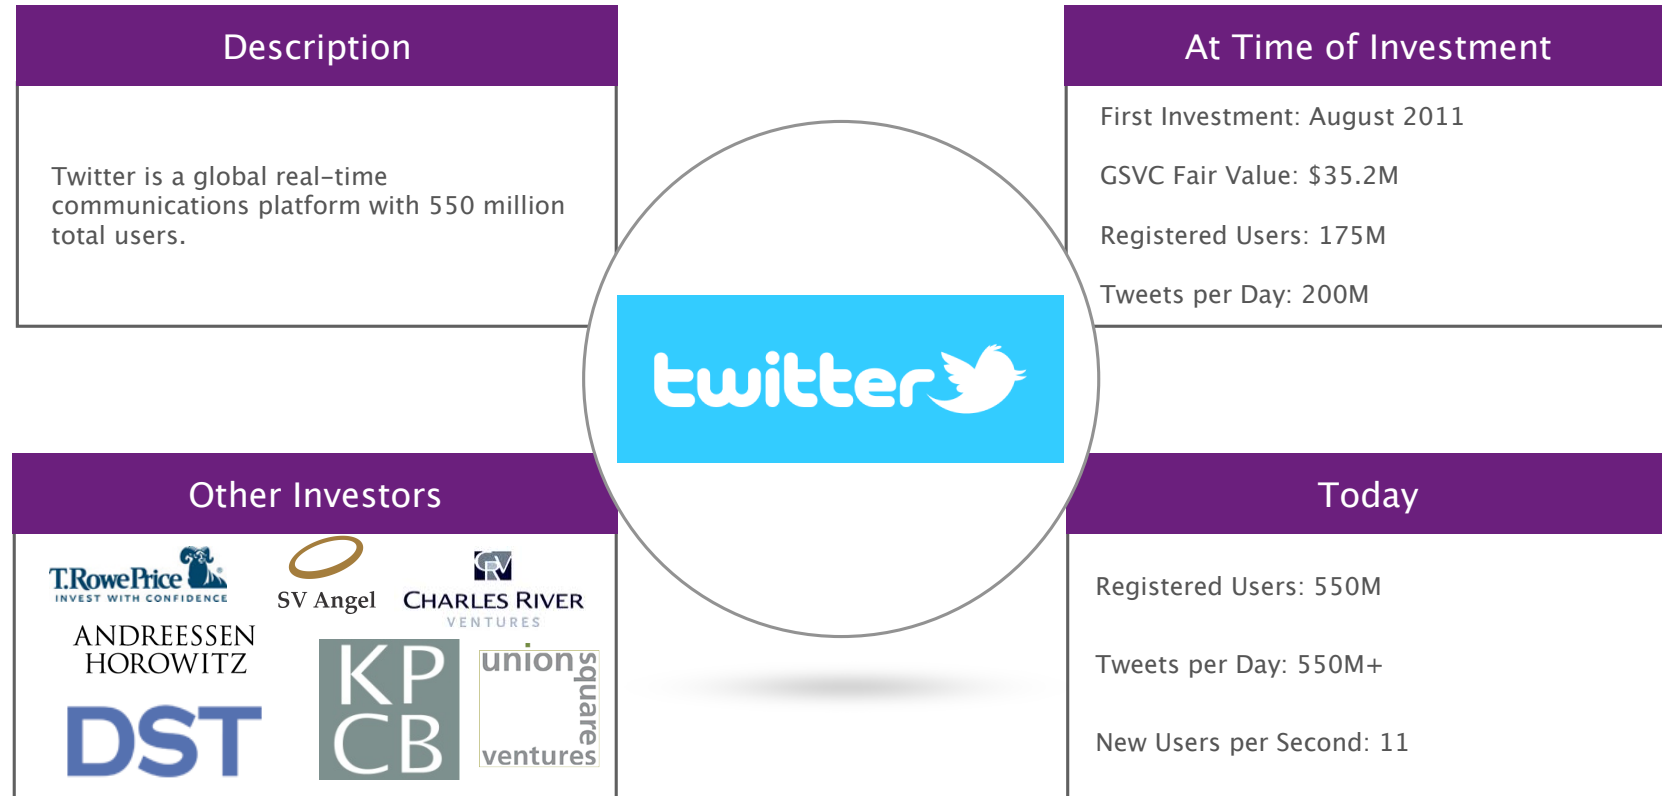 Description
Twitter is a global real-time
communications platform with 550 million
total users.
At Time of Investment
First Investment: August 2011
GSVC Fair Value: $35.2M
Registered Users: 175M
Tweets per Day: 200M
twitter
Other Investors
T.RowePrice
INVEST WITH CONFIDENCE
SV Angel
CRV
CHARLES RIVER
VENTURES
ANDREESSEN
HOROWITZ
KP
CB
union
square
ventures
DST
Today
Registered Users: 550M
Tweets per Day: 550M+
New Users per Second: 11